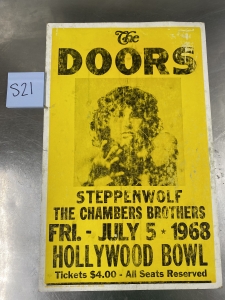 The
DOORS
S21
STEPPENWOLF
THE CHAMBERS BROTHERS
FRI. - JULY 5 * 1968
HOLLYWOOD BOWL
Tickets $4.00 - All Seats Reserved